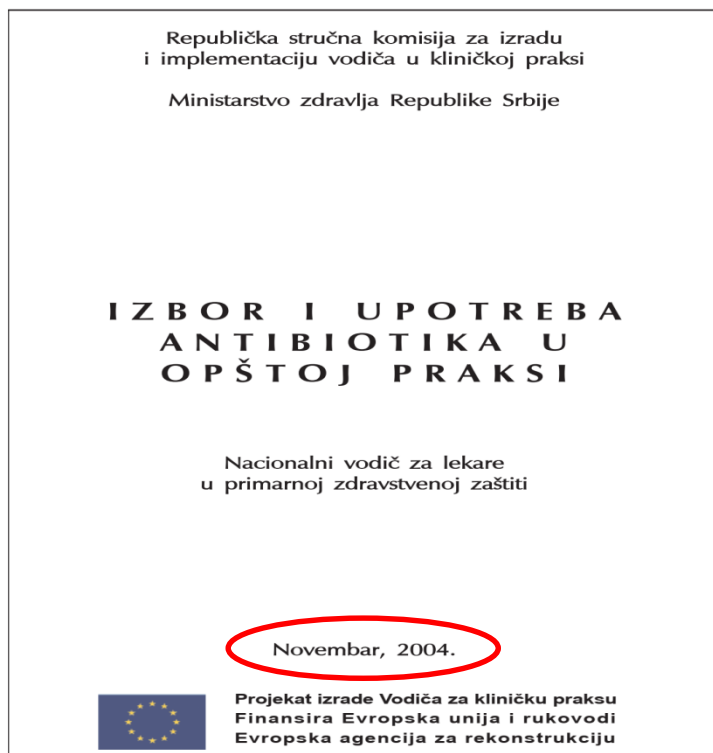 Republička stručna komisija za izradu
i implementaciju vodiča u kliničkoj praksi
Ministarstvo zdravlja Republike Srbije
IZBOR I UPOTREBA
ANTIBIOTIKA U
OPŠTOJ PRAKSI
Nacionalni vodič za lekare
u primarnoj zdravstvenoj zaštiti
Novembar, 2004.
Projekat izrade Vodiča za kliničku praksu
Finansira Evropska unija i rukovodi
Evropska agencija za rekonstrukciju